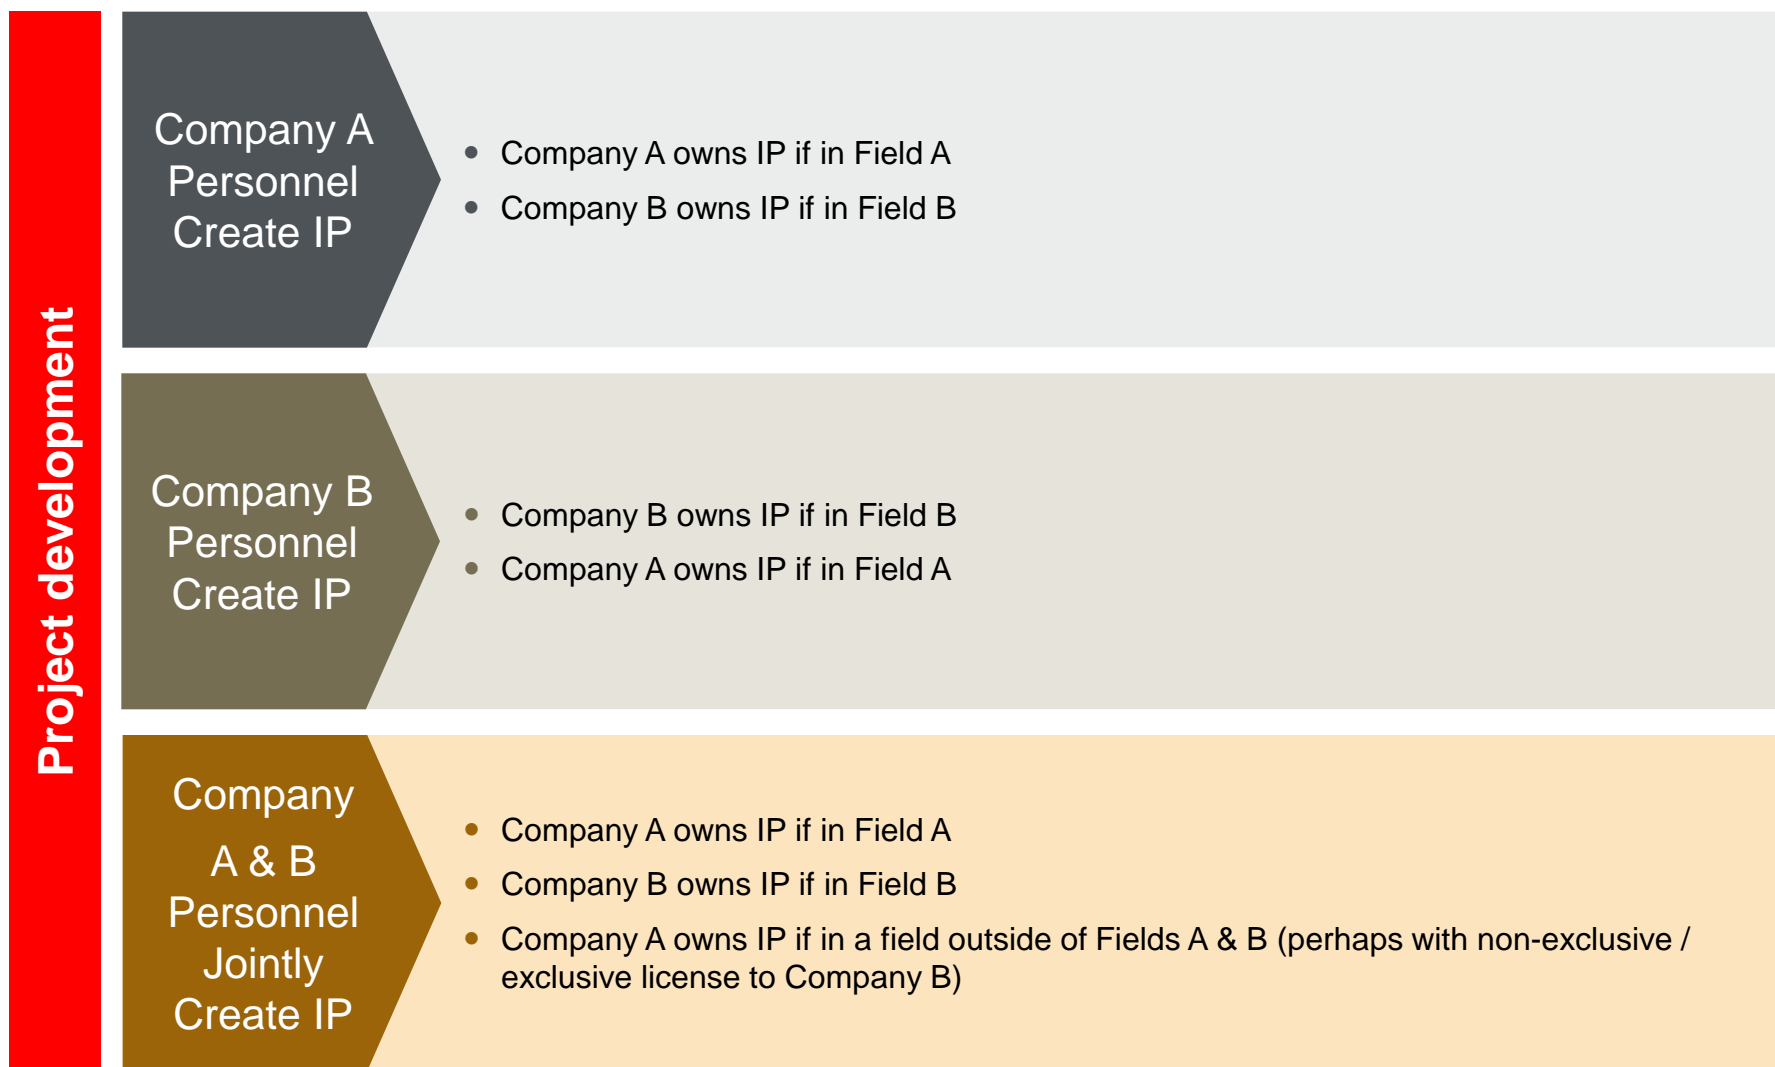 Project development
Company A
Personnel
Create IP
• Company A owns IP if in Field A
• Company B owns IP if in Field B
Company B
Personnel
Create IP
• Company B owns IP if in Field B
• Company A owns IP if in Field A
Company
A & B
Personnel
Jointly
Create IP
• Company A owns IP if in Field A
• Company B owns IP if in Field B
• Company A owns IP if in a field outside of Fields A & B (perhaps with non-exclusive /
exclusive license to Company B)